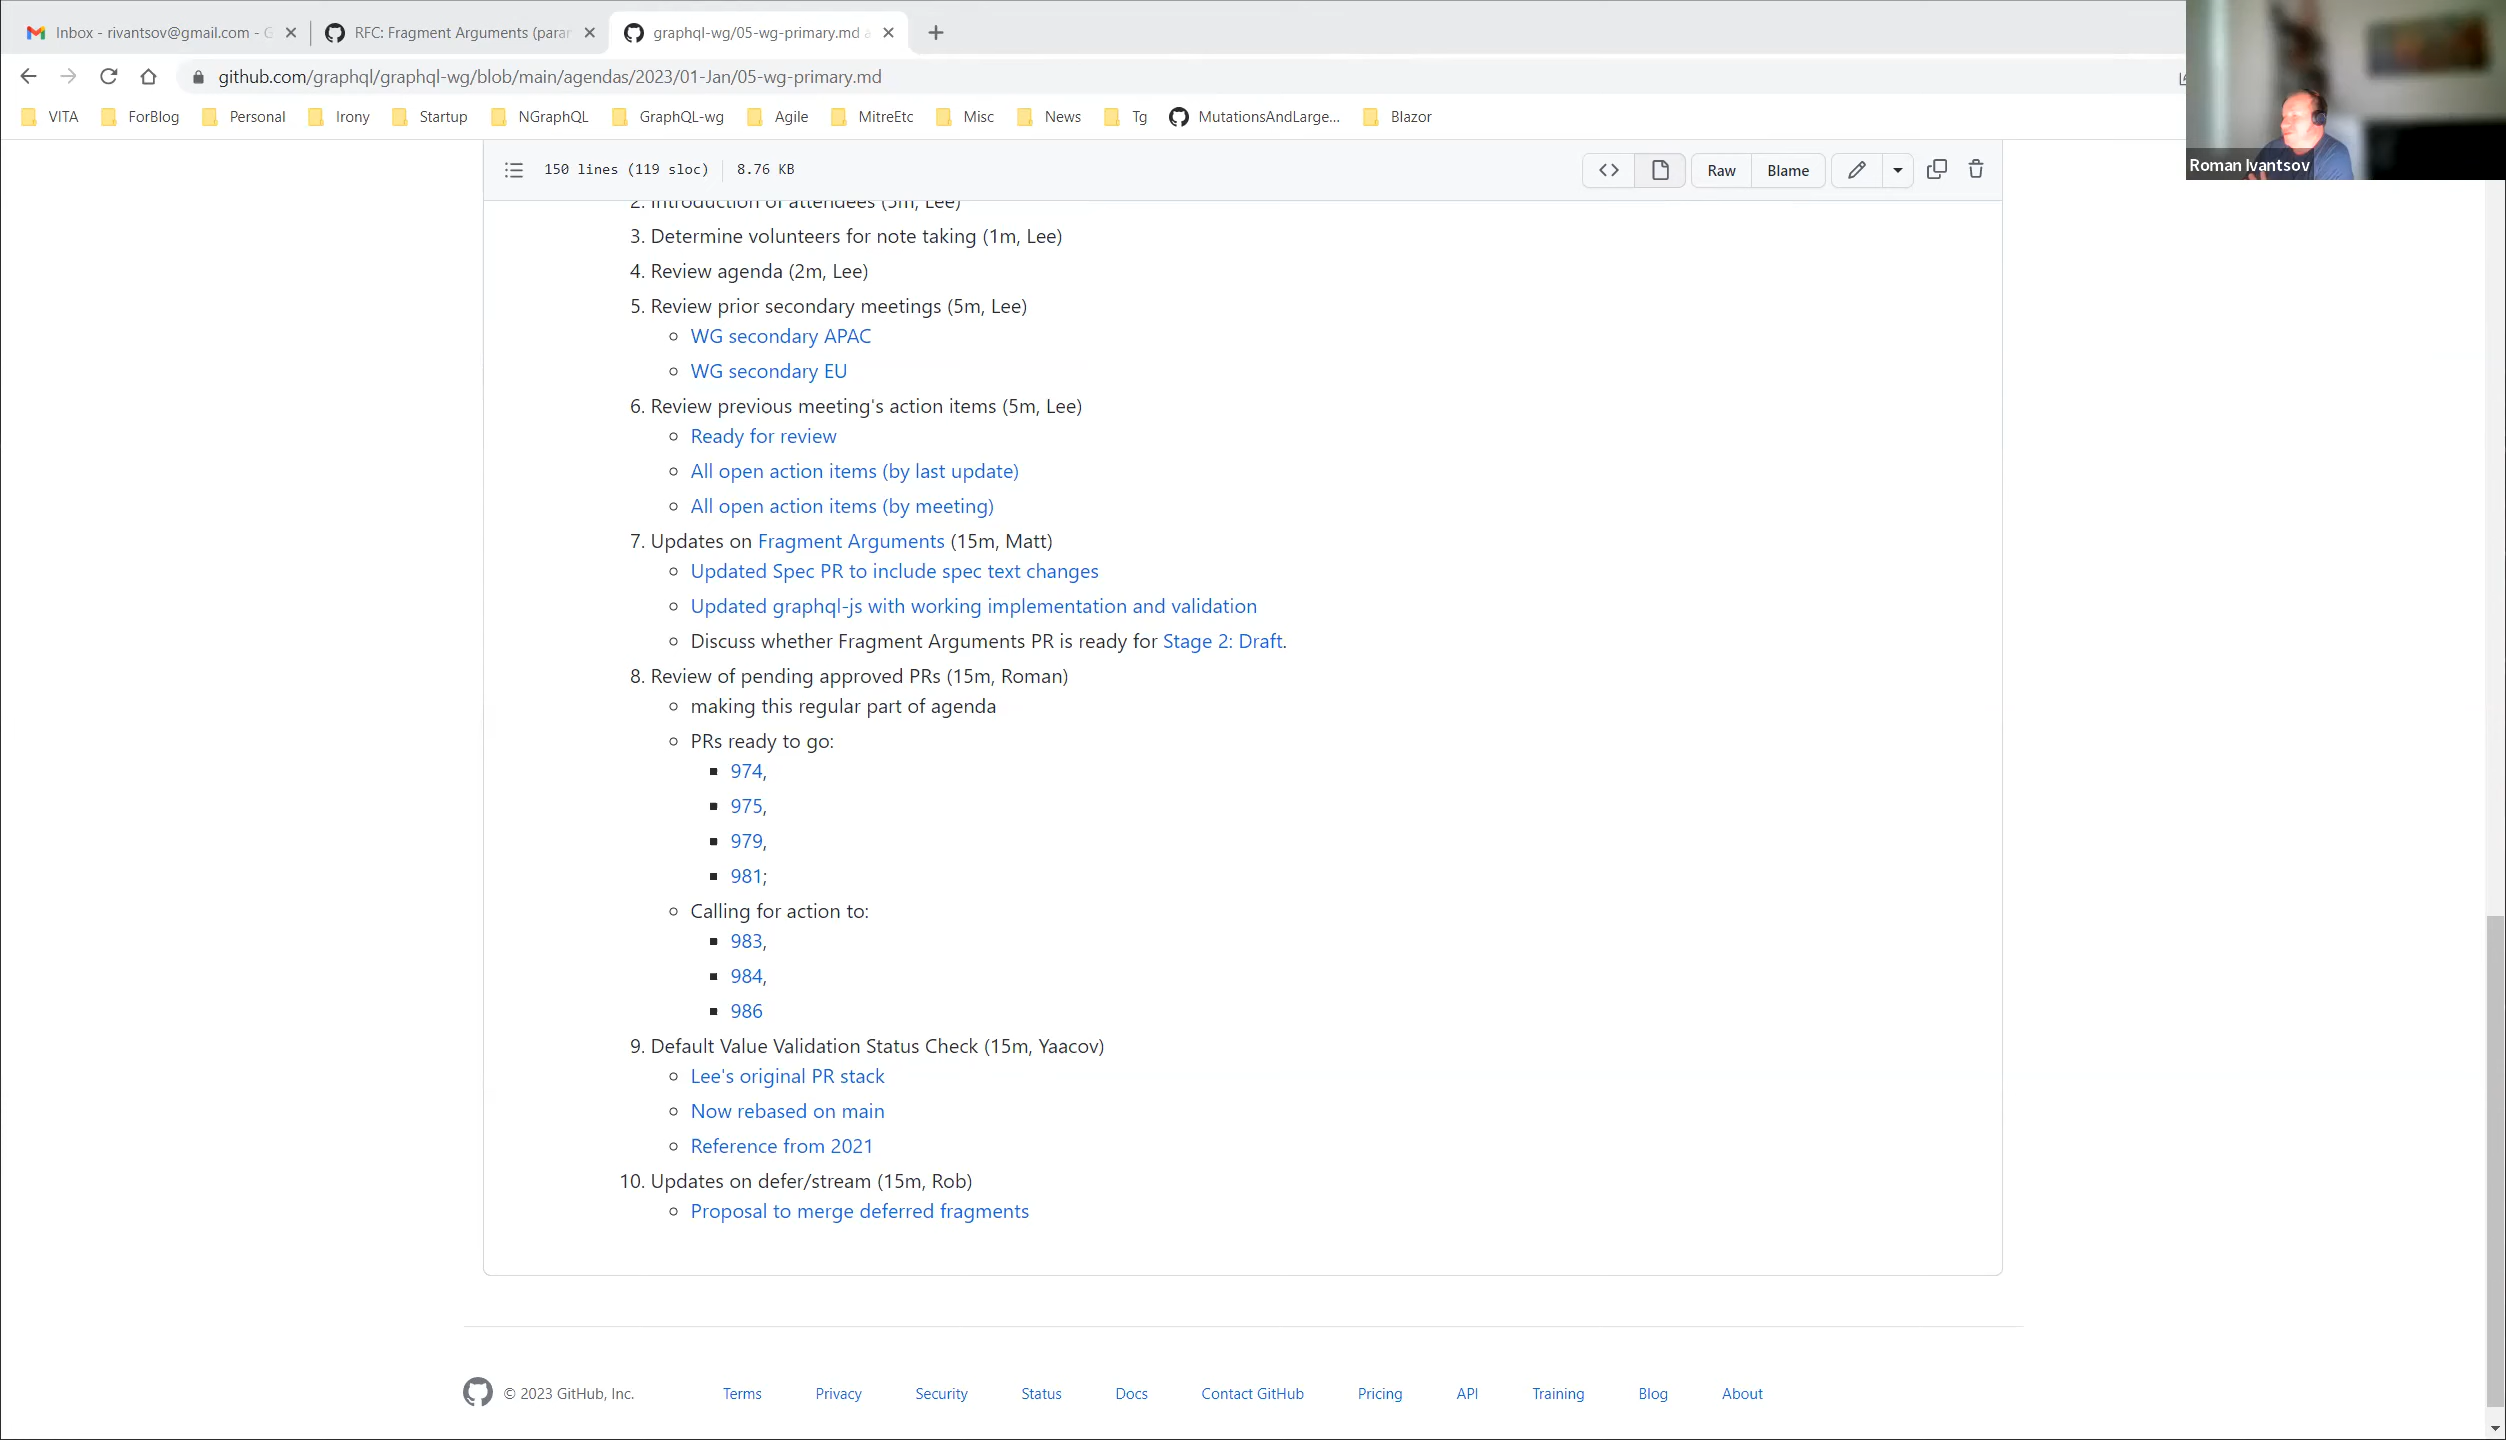 Inbox - rivantsov@gmail.com - G
RFC: Fragment Arguments (parar
graphql-wg/05-wg-primary.md a
github.com/graphql/graphql-wg/blob/main/agendas/2023/01-Jan/05-wg-primary.md
VITA ForBlog Personal Irony Startup NGraphQL GraphQL-wg Agile MitreEtc Misc News Tg MutationsAndLarge... Blazor
Roman Ivantsov
150 lines (119 sloc) 8.76 KB
Raw Blame
2. Introduction of attendees (5m, Lee)
3. Determine volunteers for note taking (1m, Lee)
4. Review agenda (2m, Lee)
5. Review prior secondary meetings (5m, Lee)
WG secondary APAC
WG secondary EU
6. Review previous meeting's action items (5m, Lee)
Ready for review
All open action items (by last update)
All open action items (by meeting)
7. Updates on Fragment Arguments (15m, Matt)
Updated Spec PR to include spec text changes
Updated graphql-js with working implementation and validation
Discuss whether Fragment Arguments PR is ready for Stage 2: Draft.
8. Review of pending approved PRs (15m, Roman)
making this regular part of agenda
PRs ready to go:
974,
975,
979,
981;
Calling for action to:
983,
984,
986
9. Default Value Validation Status Check (15m, Yaacov)
Lee's original PR stack
Now rebased on main
Reference from 2021
10. Updates on defer/stream (15m, Rob)
Proposal to merge deferred fragments
© 2023 GitHub, Inc. Terms Privacy Security Status Docs Contact GitHub Pricing API Training Blog About